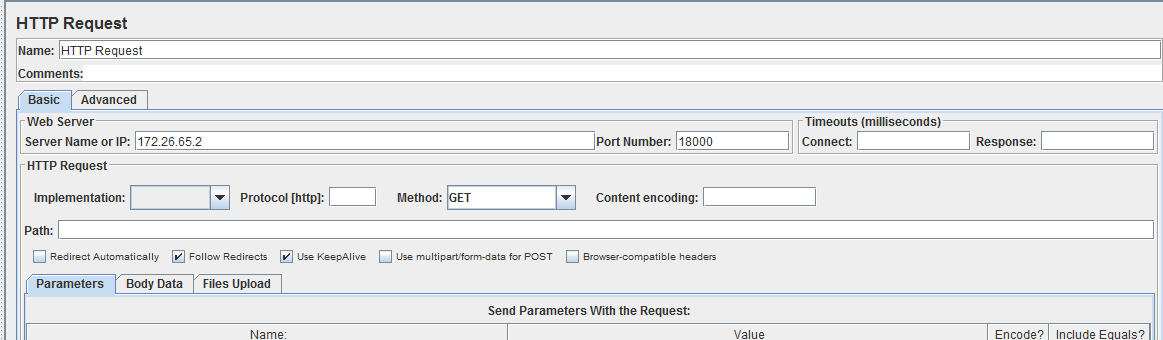 HTTP Request
Name: HTTP Request
Comments:
Basic Advanced
Web Server Timeouts (milliseconds)
Server Name or IP: 172.26.65.2 Port Number: 18000 Connect: Response:
HTTP Request
Implementation: Protocol [http]: Method: GET Content encoding:
Path:
Redirect Automatically Follow Redirects Use KeepAlive Use multipart/form-data for POST Browser-compatible headers
Parameters Body Data Files Upload
Send Parameters With the Request:
Name: Value Encode? Include Equals?